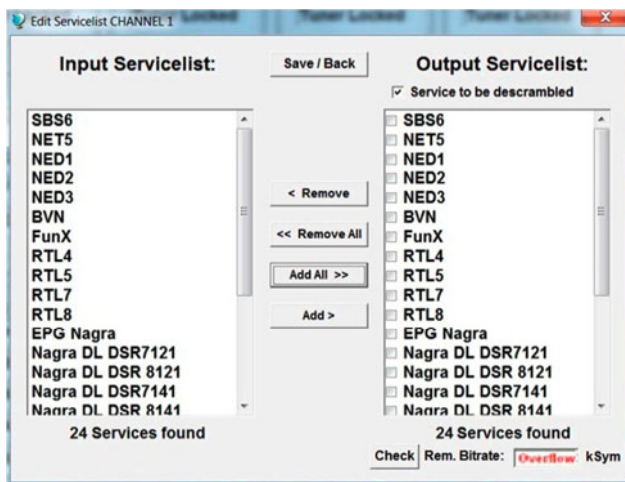 Edit Servicelist CHANNEL 1
Tuner Locked
Tuner Locked
Tuner Locked
Input Servicelist:
Save / Back
Output Servicelist:
Service to be descrambled
SBS6
NET5
NED1
NED2
NED3
BVN
FunX
RTL4
RTL5
RTL7
RTL8
EPG Nagra
Nagra DL DSR7121
Nagra DL DSR 8121
Nagra DL DSR7141
Nagra DL DSR 8141
24 Services found
< Remove
<< Remove All
Add All >>
Add >
SBS6
NET5
NED1
NED2
NED3
BVN
FunX
RTL4
RTL5
RTL7
RTL8
EPG Nagra
Nagra DL DSR7121
Nagra DL DSR 8121
Nagra DL DSR7141
Nagra DL DSR 8141
24 Services found
Check Rem. Bitrate: Overflow kSym